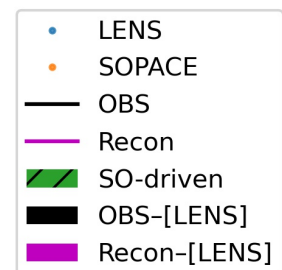 LENS
SOPACE
OBS
Recon
SO-driven
OBS–[LENS]
Recon–[LENS]